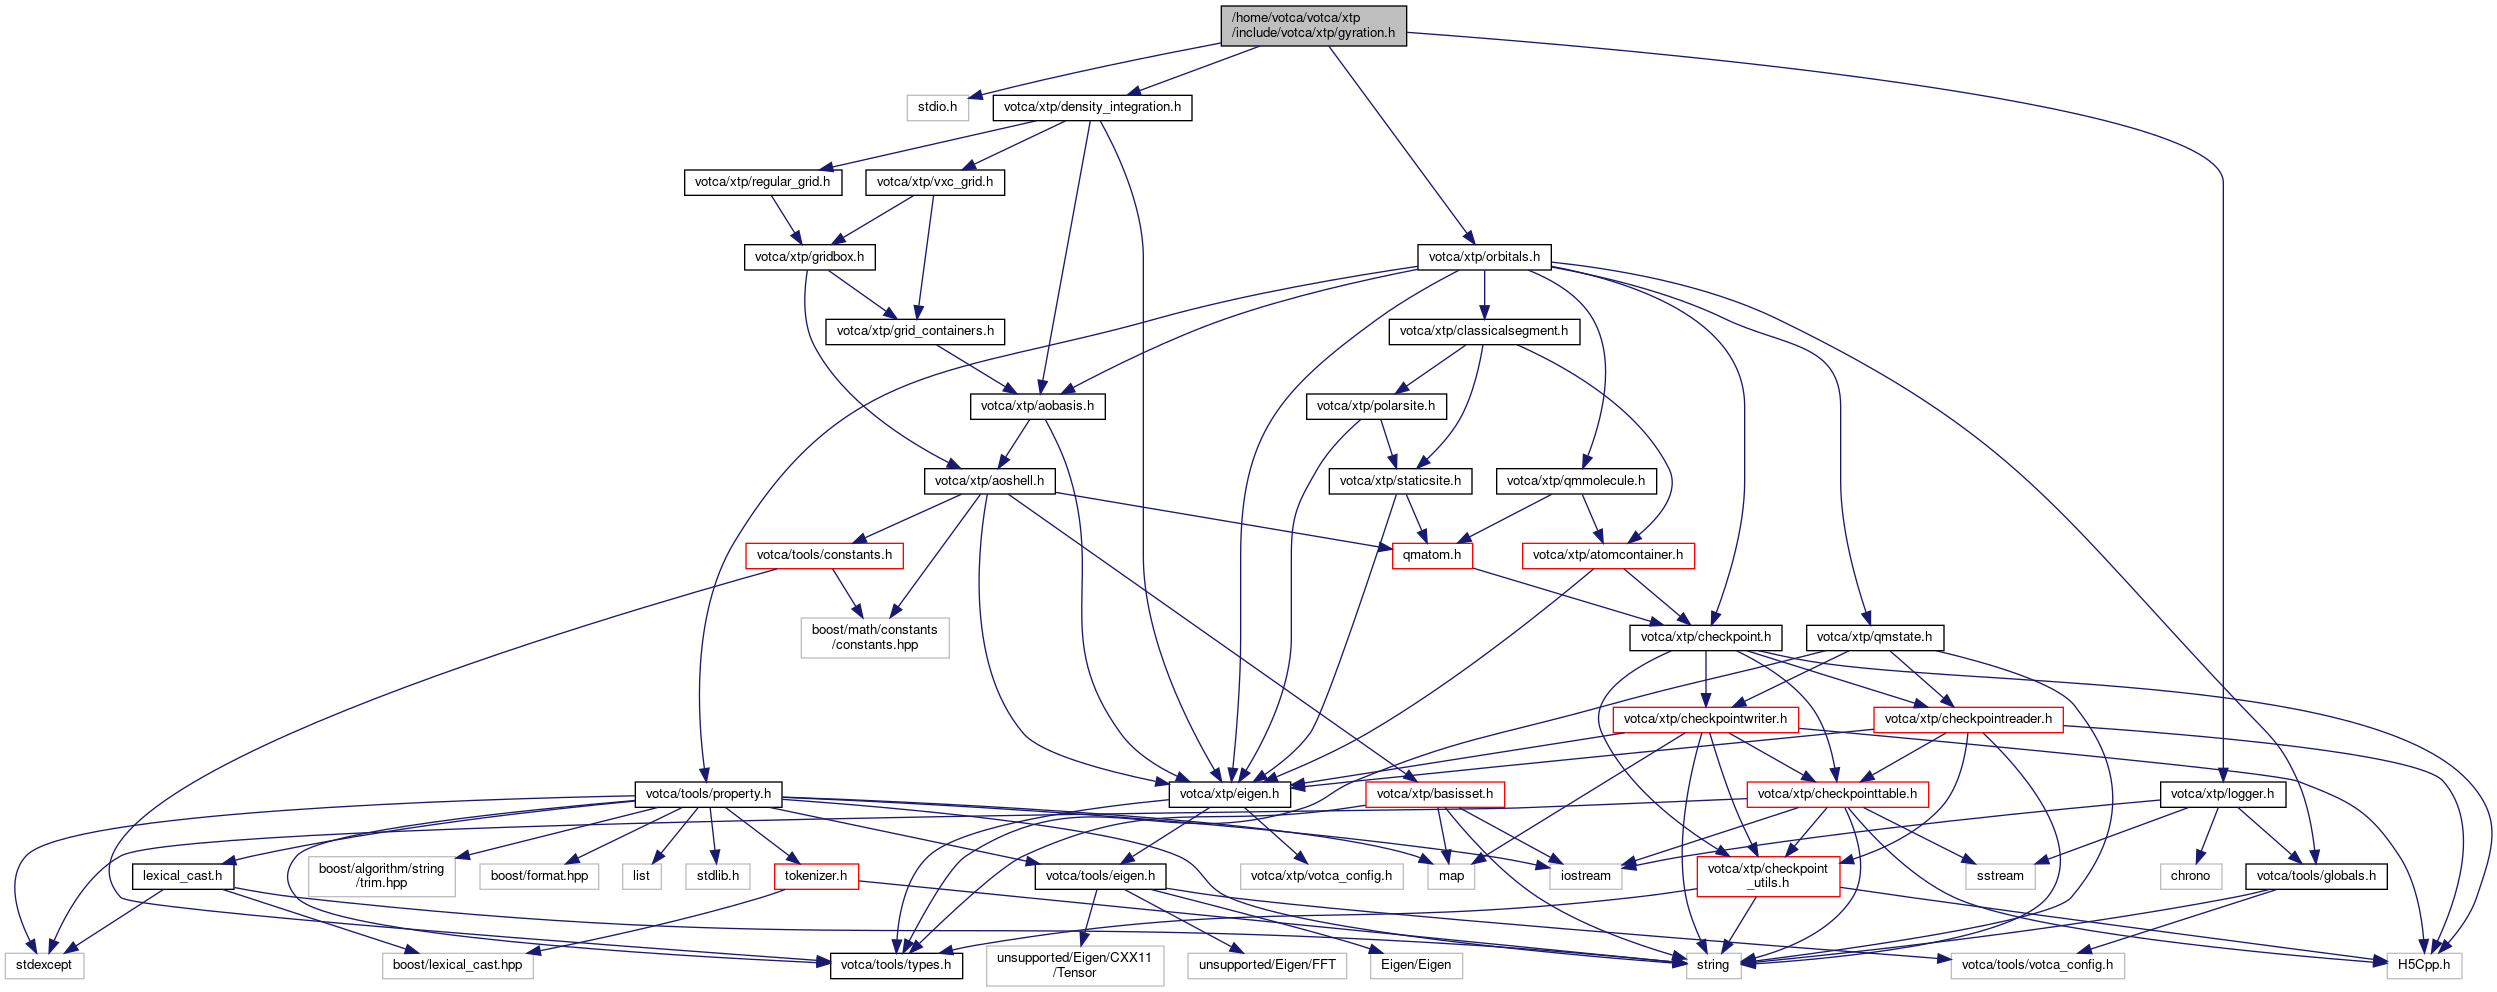 /home/votca/votca/xtp
/include/votca/xtp/gyration.h
stdio.h
votca/xtp/density_integration.h
votca/xtp/regular_grid.h
votca/xtp/vxc_grid.h
votca/xtp/gridbox.h
votca/xtp/orbitals.h
votca/xtp/grid_containers.h
votca/xtp/classicalsegment.h
votca/xtp/aobasis.h
votca/xtp/polarsite.h
votca/xtp/aoshell.h
votca/xtp/staticsite.h
votca/xtp/qmmolecule.h
votca/tools/constants.h
qmatom.h
votca/xtp/atomcontainer.h
boost/math/constants
/constants.hpp
votca/xtp/checkpoint.h
votca/xtp/qmstate.h
votca/xtp/checkpointwriter.h
votca/xtp/checkpointreader.h
votca/tools/property.h
votca/xtp/eigen.h
votca/xtp/basisset.h
votca/xtp/checkpointtable.h
votca/xtp/logger.h
lexical_cast.h
boost/algorithm/string
/trim.hpp
boost/format.hpp
list
stdlib.h
tokenizer.h
votca/tools/eigen.h
votca/xtp/votca_config.h
map
iostream
votca/xtp/checkpoint
_utils.h
sstream
chrono
votca/tools/globals.h
stdexcept
boost/lexical_cast.hpp
votca/tools/types.h
unsupported/Eigen/CXX11
/Tensor
unsupported/Eigen/FFT
Eigen/Eigen
string
votca/tools/votca_config.h
H5Cpp.h